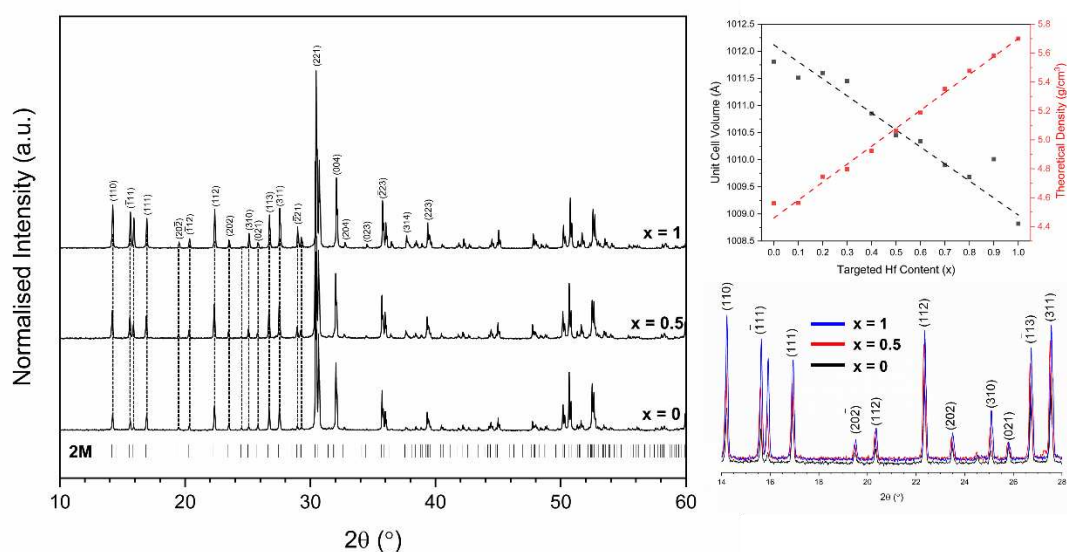 Normalised Intensity (a.u.)
(110)
(1̅11)
(111)
(202̅)
(1̅12)
(112)
(202)
(310)
(021)
(113)
(311)
(2̅21)
(221)
(004)
(204)
(023)
(2̅23)
(314)
(223)
x = 1
x = 0.5
x = 0
2M
10 20 30 40 50 60
2θ (°)
Unit Cell Volume (Å)
1012.5
1012.0
1011.5
1011.0
1010.5
1010.0
1009.5
1009.0
1008.5
0.0 0.1 0.2 0.3 0.4 0.5 0.6 0.7 0.8 0.9 1.0
Targeted Hf Content (x)
5.8
5.6
5.4
5.2
5.0
4.8
4.6
4.4
Theoretical Density (g/cm³)
(110)
(1̅11)
(111)
(2̅02)
(112)
(112)
(202)
(310)
(021)
(1̅13)
(311)
x = 1
x = 0.5
x = 0
14 16 18 20 22 24 26 28
2θ (°)